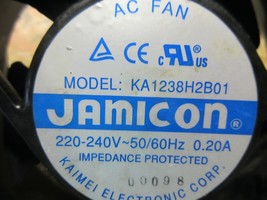 AC FAN
CE c RU us
MODEL: KA1238H2B01
JAMICON®
220-240V~50/60Hz 0.20A
IMPEDANCE PROTECTED
00098
KAIMEI ELECTRONIC CORP.